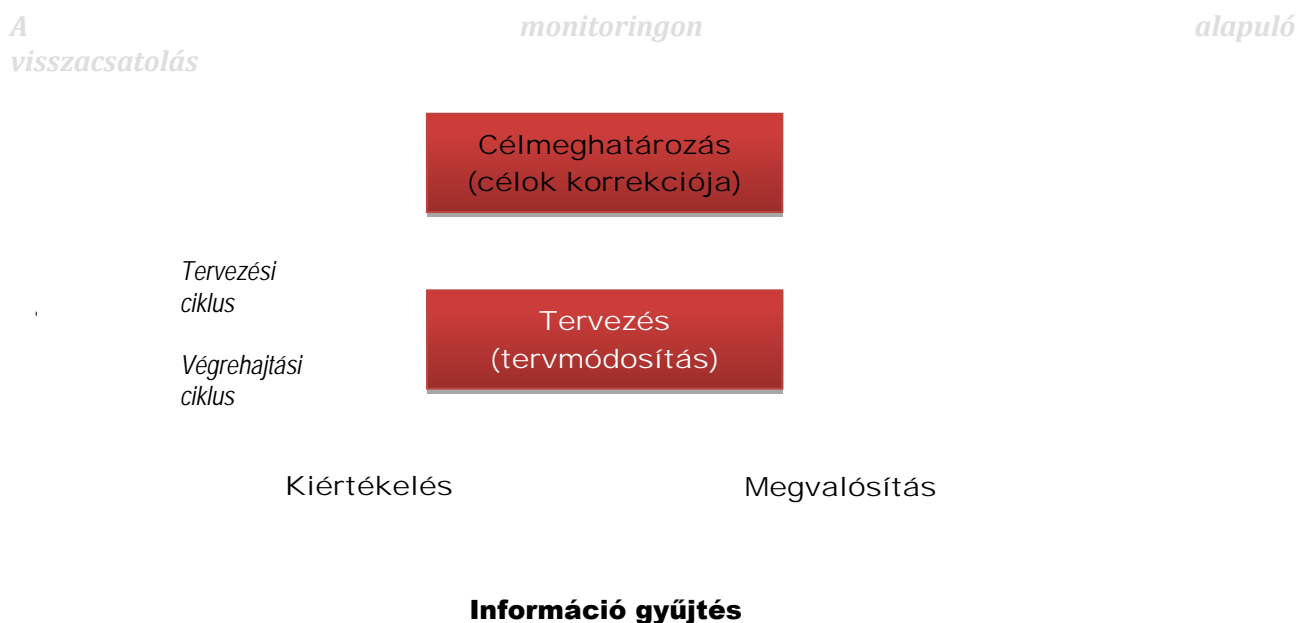 A monitoringon alapuló
visszacsatolás
Célmeghatározás
(célok korrekciója)
Tervezési
ciklus
Tervezés
(tervmódosítás)
Végrehajtási
ciklus
Kiértékelés
Megvalósítás
Információ gyűjtés